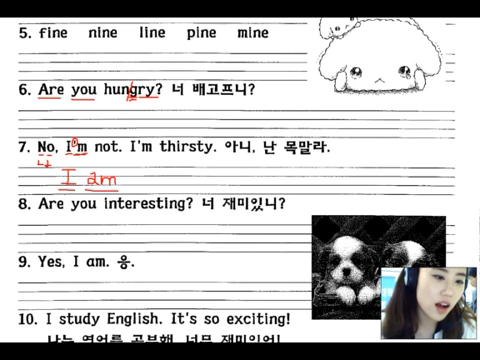 5. fine nine line pine mine
6. Are you hungry? 너 배고프니?
7. No, I'm not. I'm thirsty. 아니, 난 목말라.
I am
8. Are you interesting? 너 재미있니?
9. Yes, I am. 응.
10. I study English. It's so exciting!
나는 영어를 공부해. 너무 재미있어!